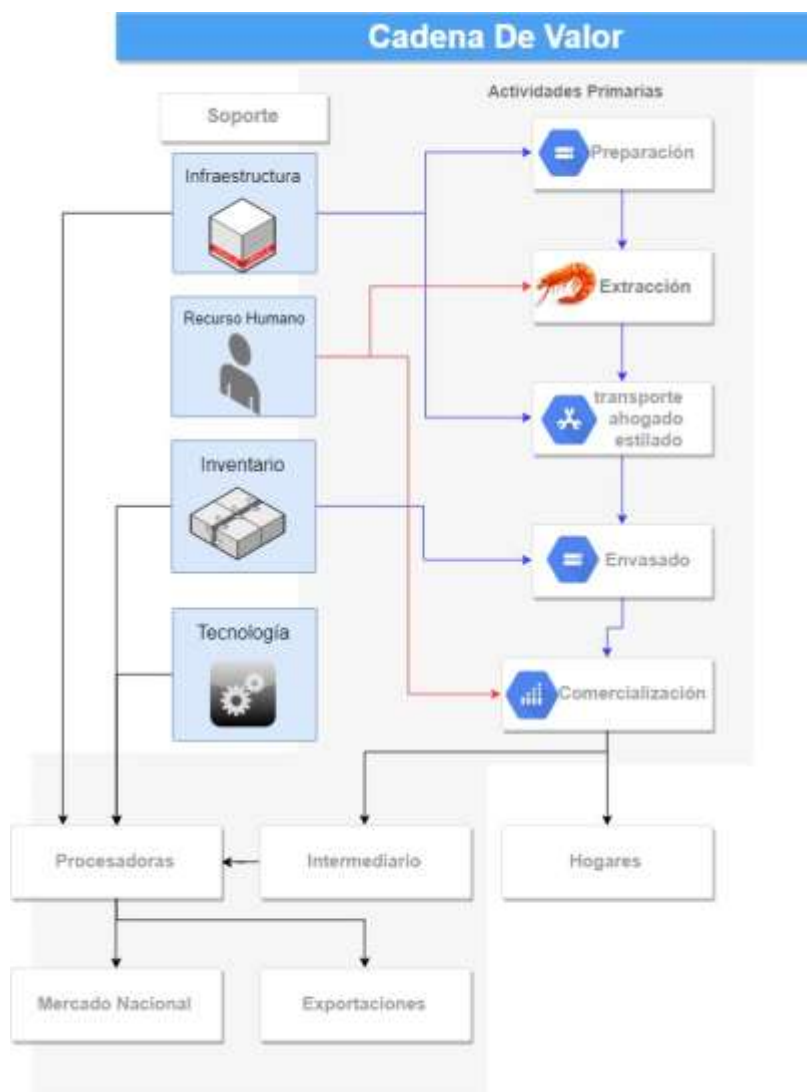 Cadena De Valor
Actividades Primarias
Soporte
Infraestructura
Preparación
Extracción
Recurso Humano
transporte
ahogado
estilado
Inventario
Envasado
Tecnología
Comercialización
Procesadoras
Intermediario
Hogares
Mercado Nacional
Exportaciones